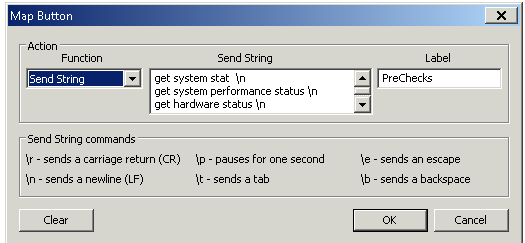 Map Button
Action
Function Send String Label
Send String get system stat \n PreChecks
get system performance status \n
get hardware status \n
Send String commands
\r - sends a carriage return (CR) \p - pauses for one second \e - sends an escape
\n - sends a newline (LF) \t - sends a tab \b - sends a backspace
Clear OK Cancel